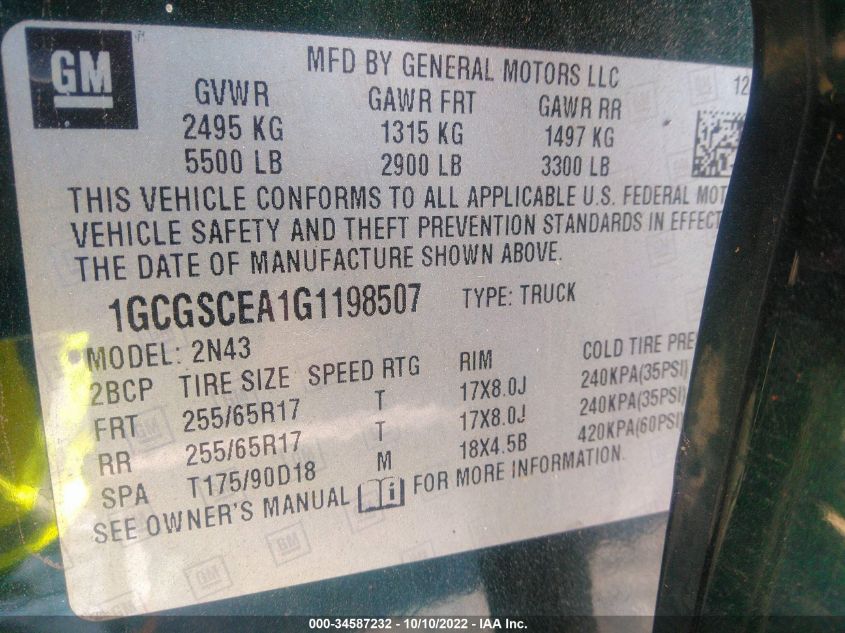 GM
MFD BY GENERAL MOTORS LLC 12
GVWR GAWR FRT GAWR RR
2495 KG 1315 KG 1497 KG
5500 LB 2900 LB 3300 LB
THIS VEHICLE CONFORMS TO ALL APPLICABLE U.S. FEDERAL MOT
VEHICLE SAFETY AND THEFT PREVENTION STANDARDS IN EFFECT
THE DATE OF MANUFACTURE SHOWN ABOVE.
1GCGSCEA1G1198507 TYPE: TRUCK
MODEL: 2N43
2BCP TIRE SIZE SPEED RTG RIM COLD TIRE PRE
FRT 255/65R17 T 17X8.0J 240KPA(35PSI)
RR 255/65R17 T 17X8.0J 240KPA(35PSI)
SPA T175/90D18 M 18X4.5B 420KPA(60PSI)
SEE OWNER'S MANUAL i FOR MORE INFORMATION.
000-34587232 - 10/10/2022 - IAA Inc.